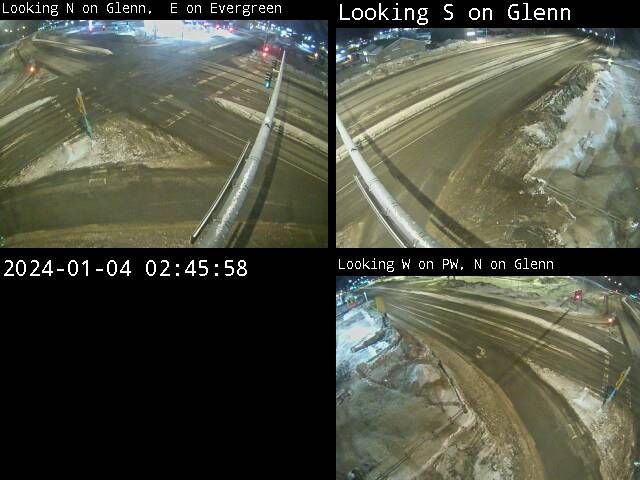 Looking N on Glenn, E on Evergreen
Looking S on Glenn
2024-01-04 02:45:58
Looking W on PW, N on Glenn